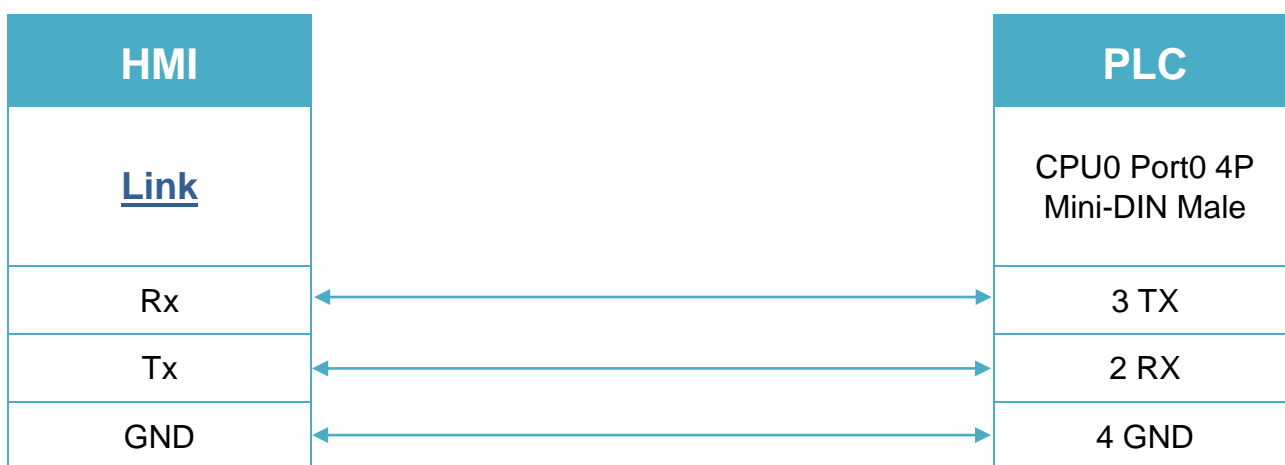 HMI
PLC
Link
CPU0 Port0 4P
Mini-DIN Male
Rx
3 TX
Tx
2 RX
GND
4 GND